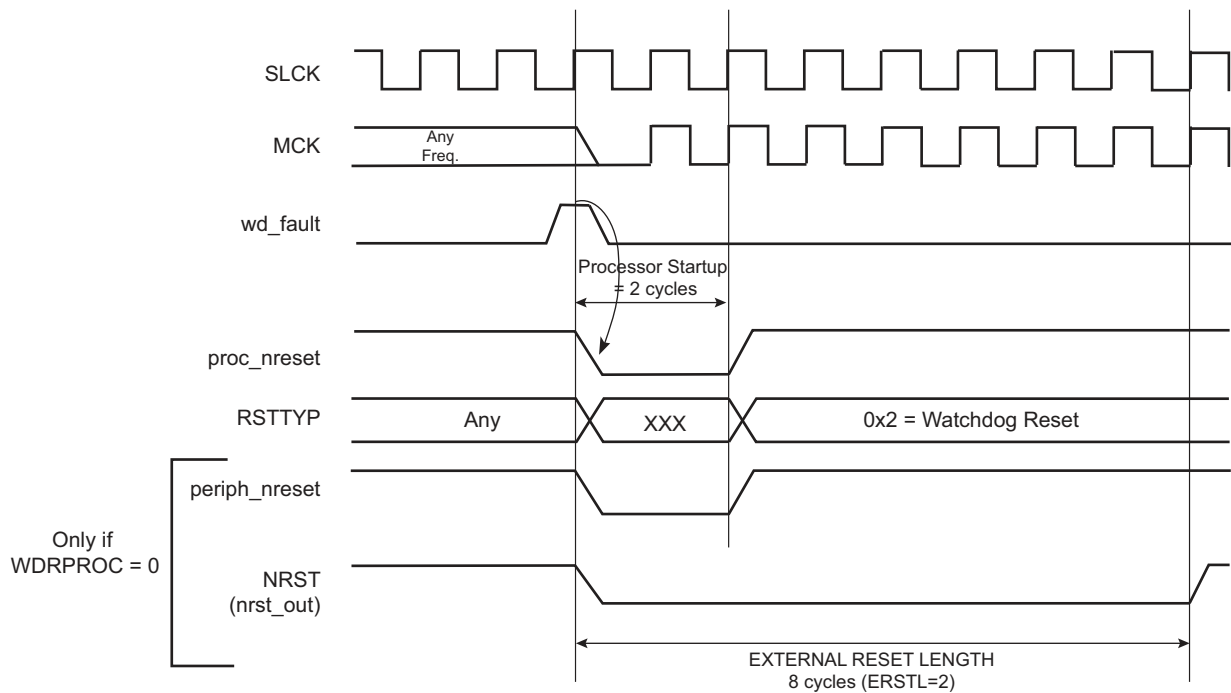 SLCK
MCK
Any
Freq.
wd_fault
Processor Startup
= 2 cycles
proc_nreset
RSTTYP
Any
XXX
0x2 = Watchdog Reset
periph_nreset
Only if
WDRPROC = 0
NRST
(nrst_out)
EXTERNAL RESET LENGTH
8 cycles (ERSTL=2)